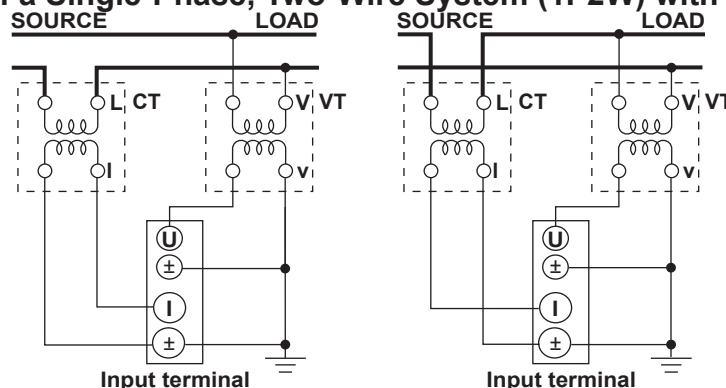 a Single-Phase, Two-Wire System (1P2W) with
SOURCE LOAD
L CT V VT
l v
U
±
I
±
Input terminal
SOURCE LOAD
L CT V VT
l v
U
±
I
±
Input terminal